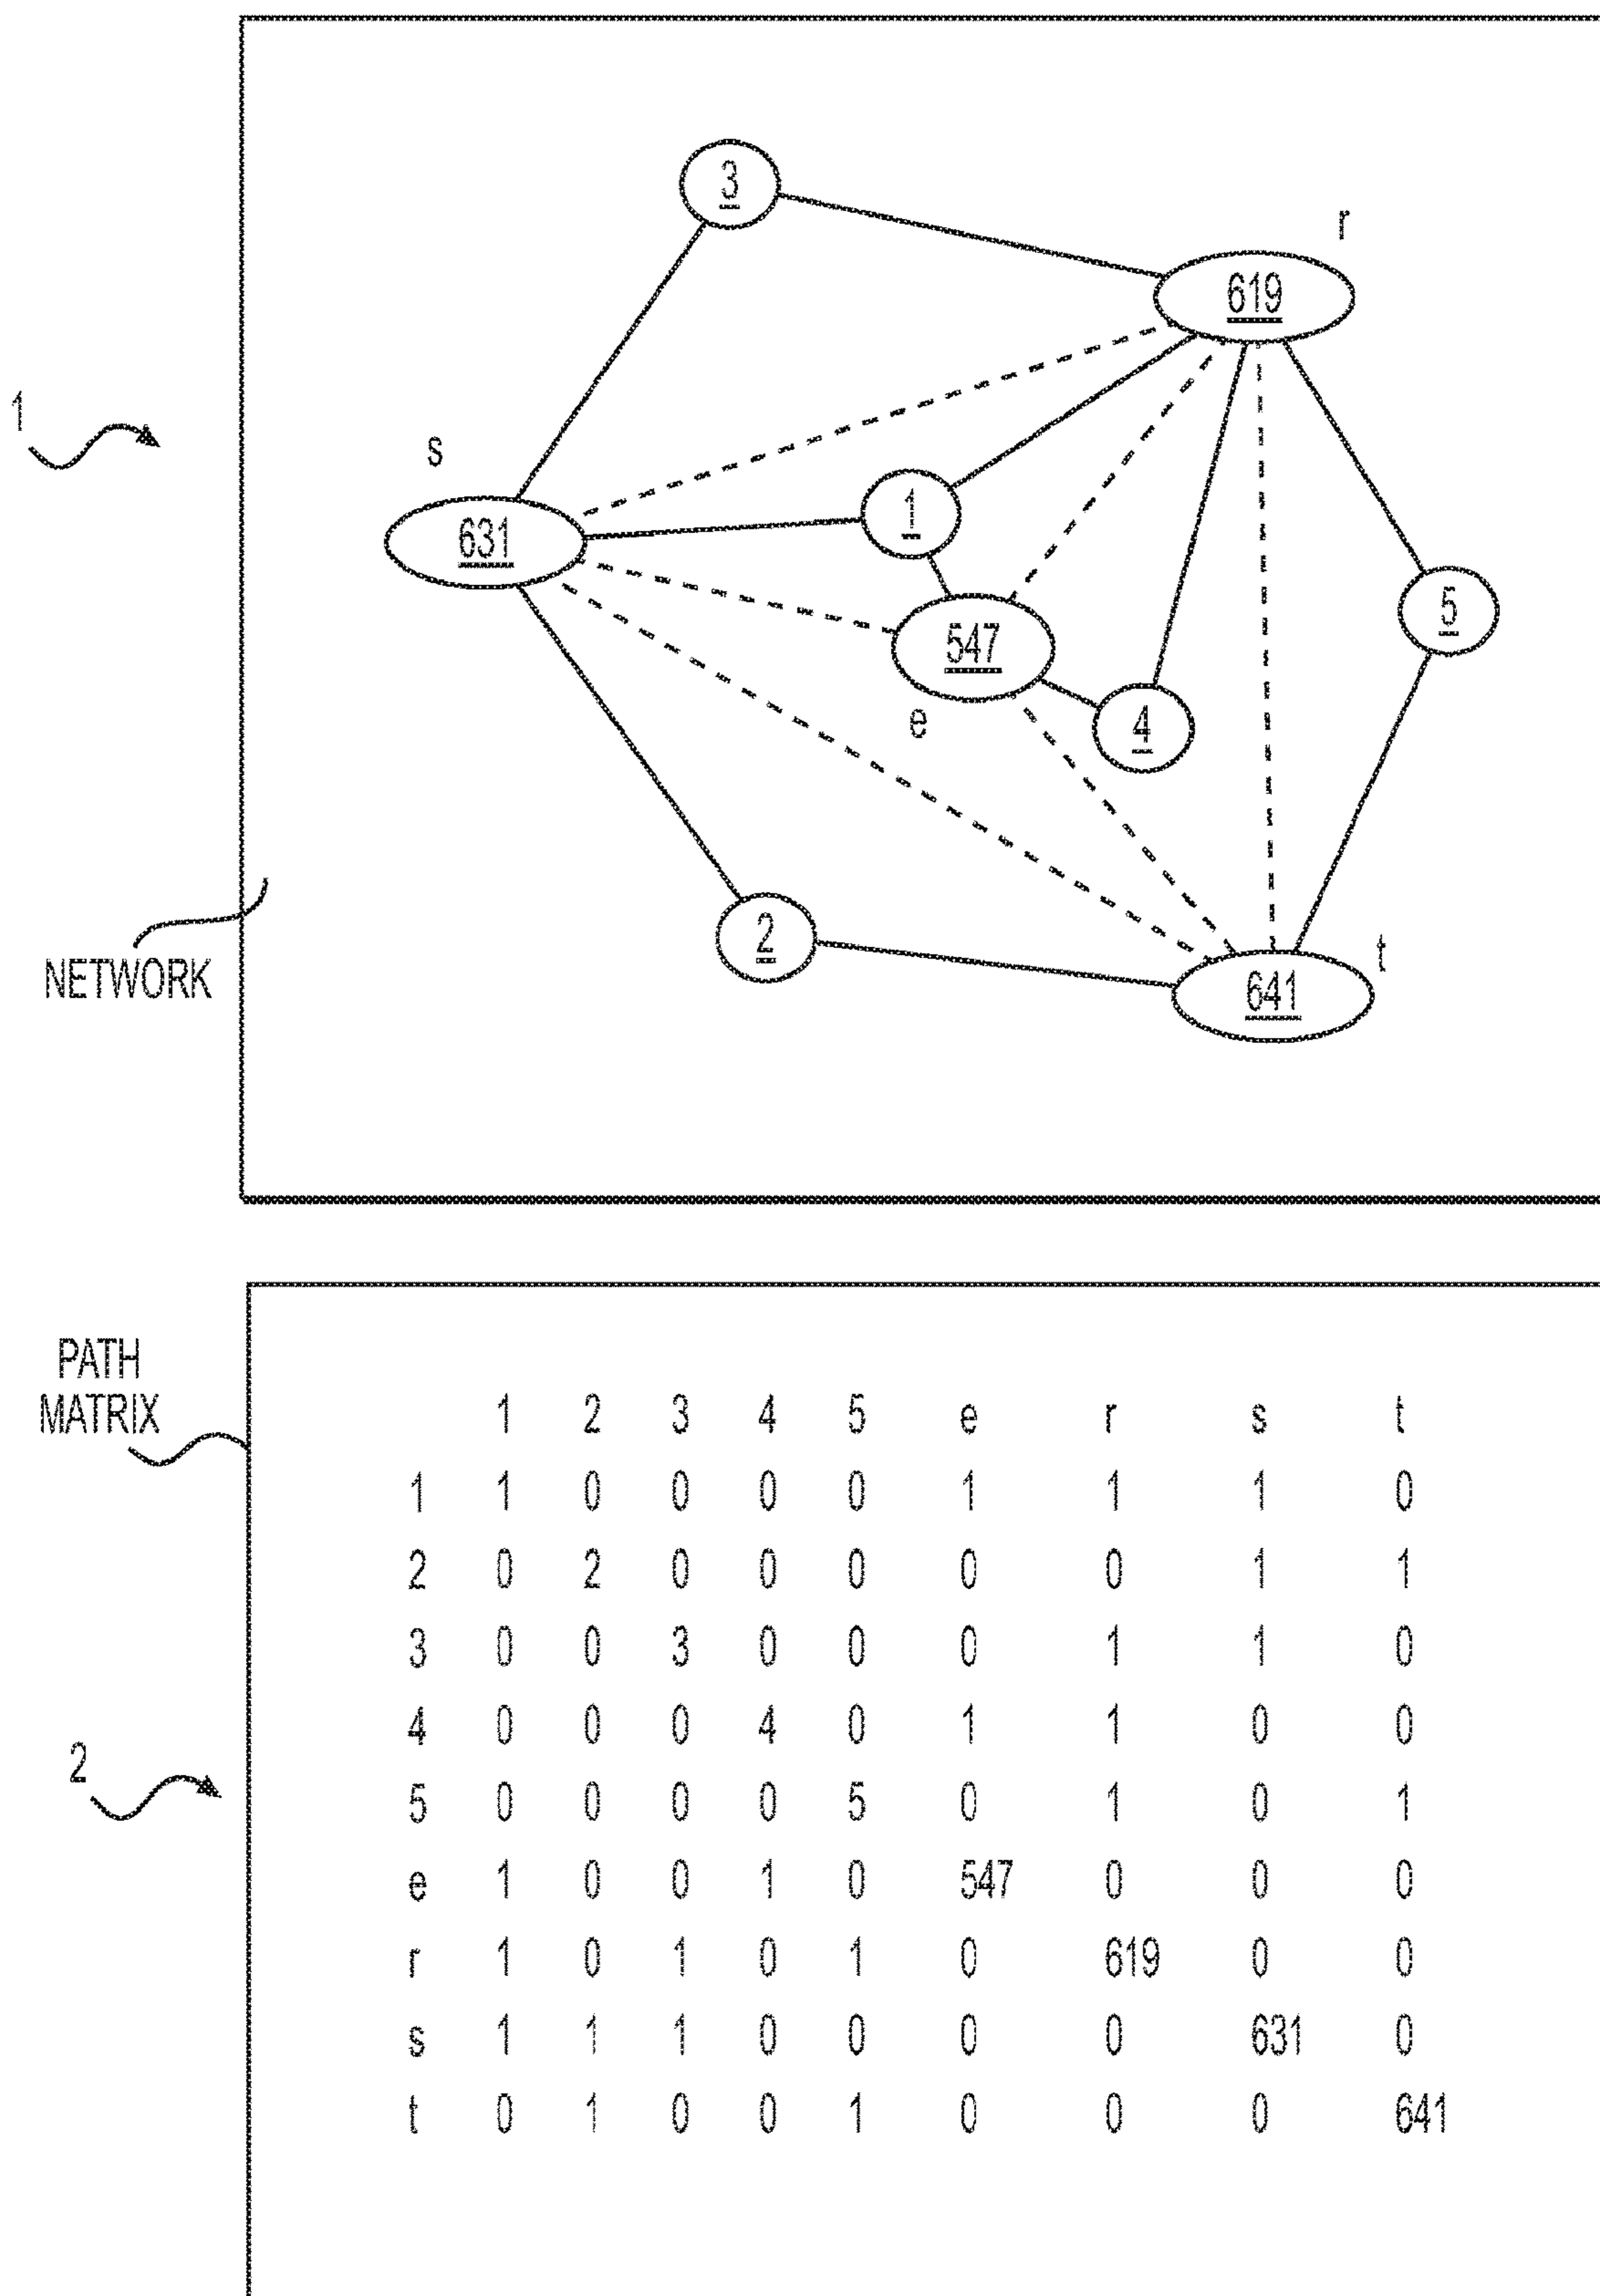 3
r
619
1
s
1
631
5
547
4
e
2
NETWORK
t
641
PATH
MATRIX
1 2 3 4 5 e r s t
1 1 0 0 0 0 1 1 1 0
2 0 2 0 0 0 0 0 1 1
3 0 0 3 0 0 0 1 1 0
4 0 0 0 4 0 1 1 0 0
2
5 0 0 0 0 5 0 1 0 1
e 1 0 0 1 0 547 0 0 0
r 1 0 1 0 1 0 619 0 0
s 1 1 1 0 0 0 0 631 0
t 0 1 0 0 1 0 0 0 641